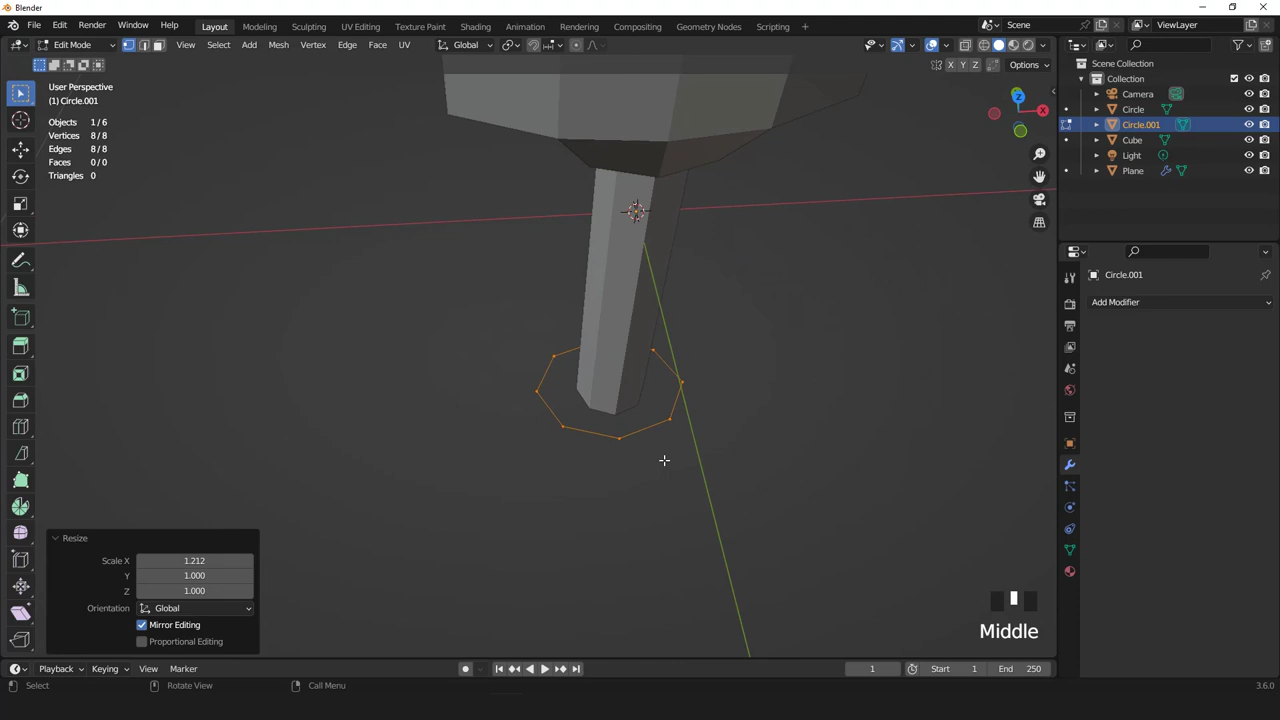 Blender
File Edit Render Window Help Layout Modeling Sculpting UV Editing Texture Paint Shading Animation Rendering Compositing Geometry Nodes Scripting + Scene ViewLayer
Edit Mode View Select Add Mesh Vertex Edge Face UV Global
X Y Z Options
User Perspective
(1) Circle.001
Objects 1/6
Vertices 8/8
Edges 8/8
Faces 0/0
Triangles 0
Z
X
Scene Collection
Collection
Camera
Circle
Circle.001
Cube
Light
Plane
Circle.001
Add Modifier
Resize
Scale X 1.212
Y 1.000
Z 1.000
Orientation Global
Mirror Editing
Proportional Editing
Middle
Playback Keying View Marker 1 Start 1 End 250
Select Rotate View Call Menu 3.6.0